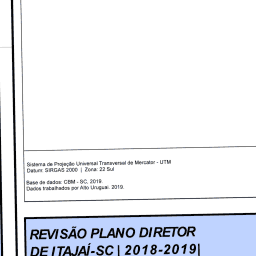 Sistema de Projeção Universal Transversal de Mercator - UTM
Datum: SIRGAS 2000 | Zona: 22 Sul
Base de dados: CBM - SC, 2019.
Dados trabalhados por Alto Uruguai. 2019.
REVISÃO PLANO DIRETOR
DE ITAJAÍ-SC | 2018-2019|